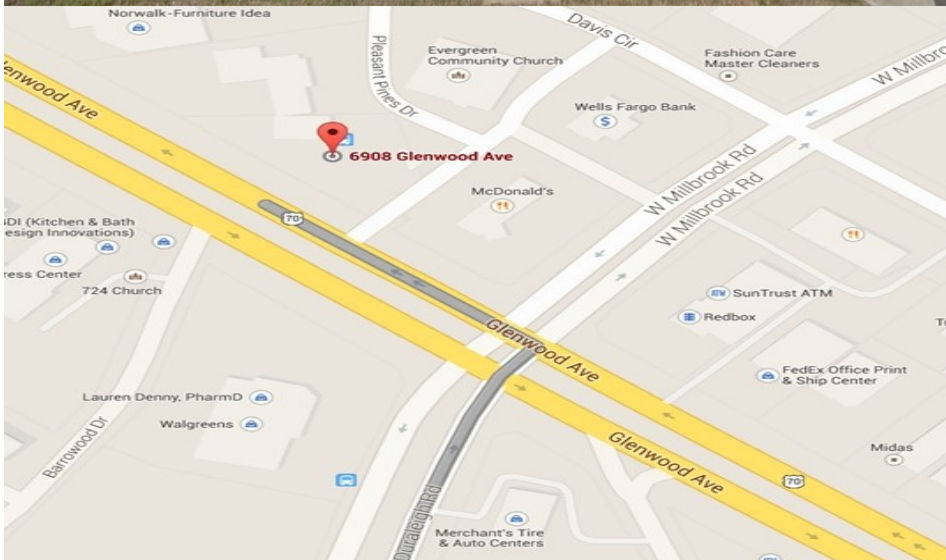 Norwalk-Furniture Idea
Davis Cir
Pleasant Pines Dr
Evergreen
Community Church
Fashion Care
Master Cleaners
W Millbro
lenwood Ave
Wells Fargo Bank
$
6908 Glenwood Ave
W Millbrook Rd
McDonald's
W Millbrook Rd
70
DI (Kitchen & Bath
esign Innovations)
ress Center
724 Church
ATM SunTrust ATM
Redbox
Glenwood Ave
FedEx Office Print
& Ship Center
Lauren Denny, PharmD
Walgreens
Barrowood Dr
Glenwood Ave
Midas
70
Duraleigh Rd
Merchant's Tire
& Auto Centers